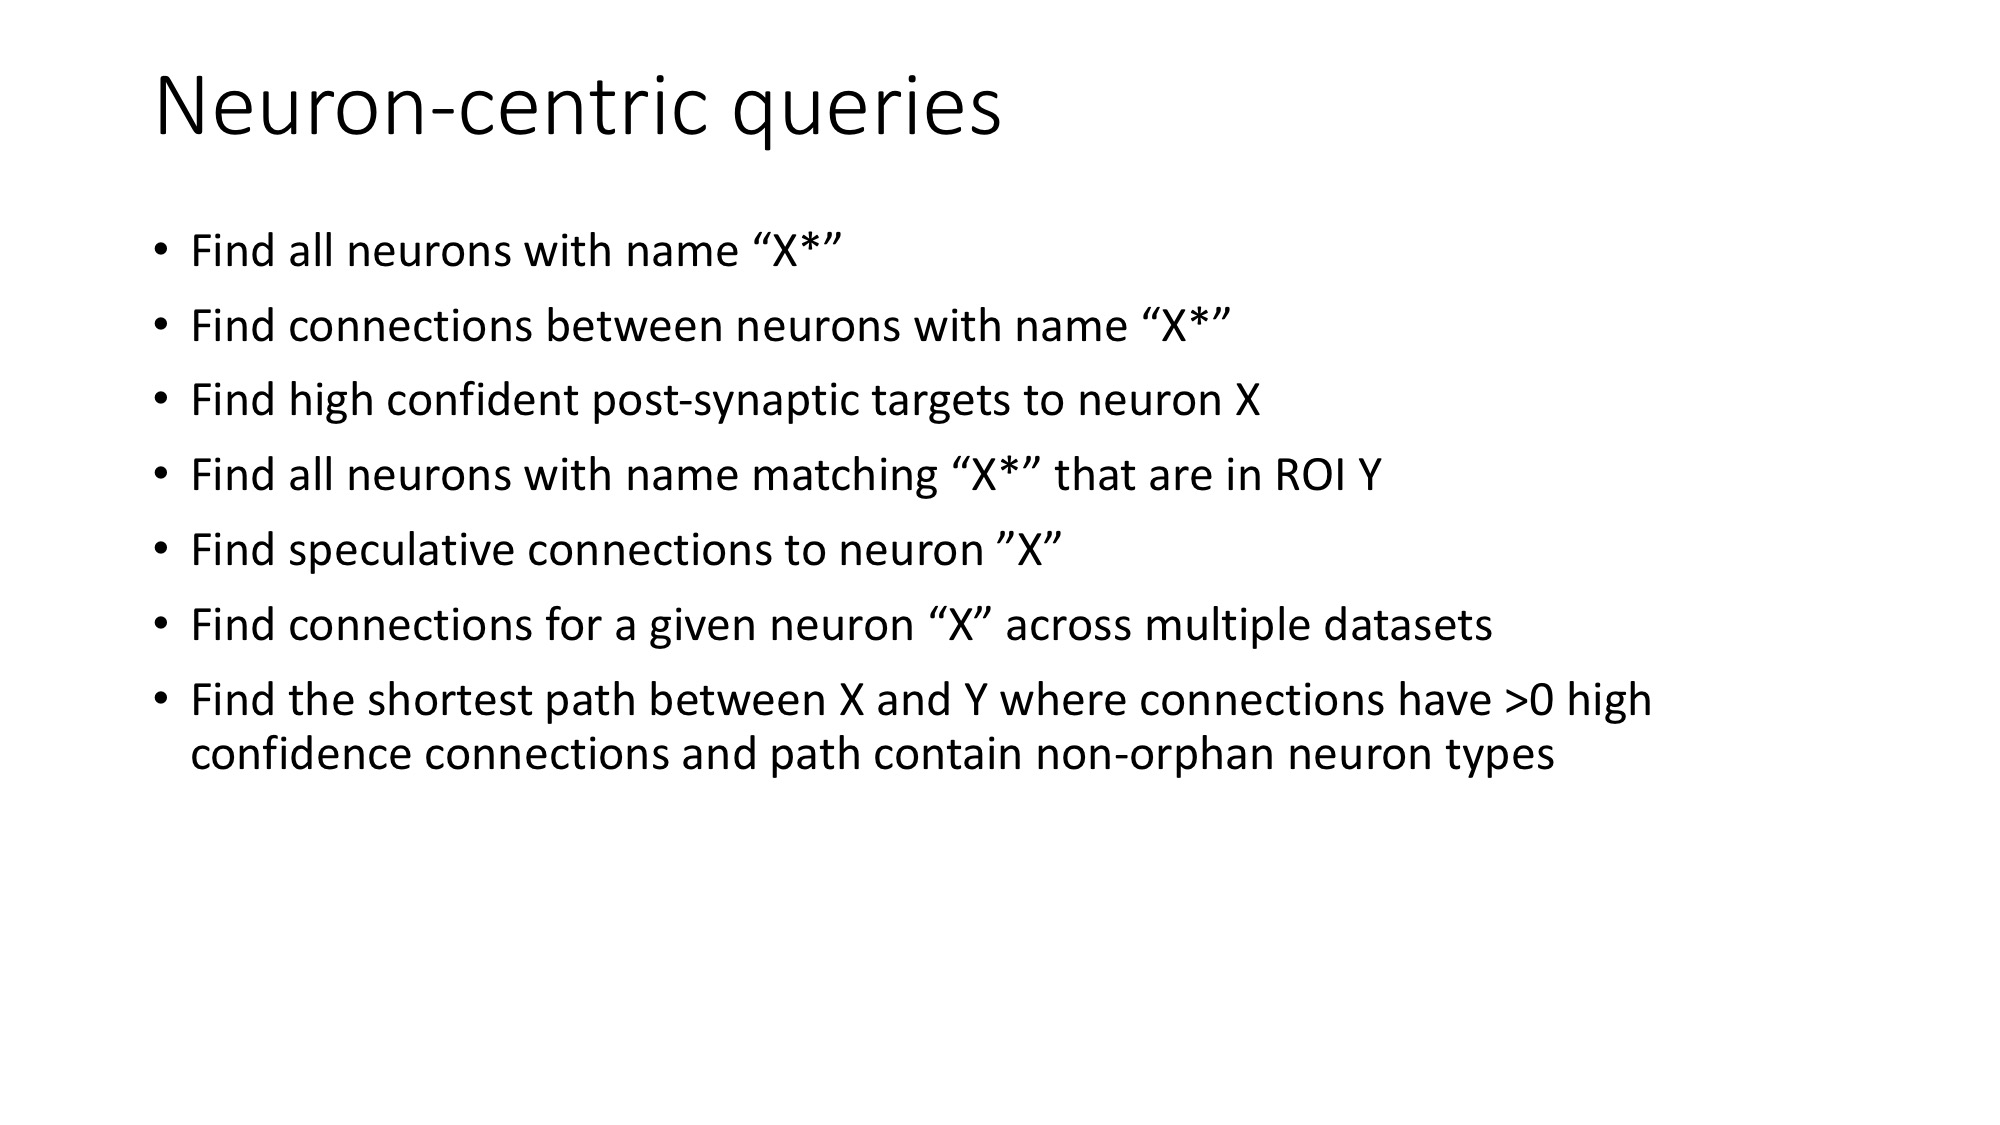 Neuron-centric queries
• Find all neurons with name “X*”
• Find connections between neurons with name “X*”
• Find high confident post-synaptic targets to neuron X
• Find all neurons with name matching “X*” that are in ROI Y
• Find speculative connections to neuron ”X”
• Find connections for a given neuron “X” across multiple datasets
• Find the shortest path between X and Y where connections have >0 high
confidence connections and path contain non-orphan neuron types